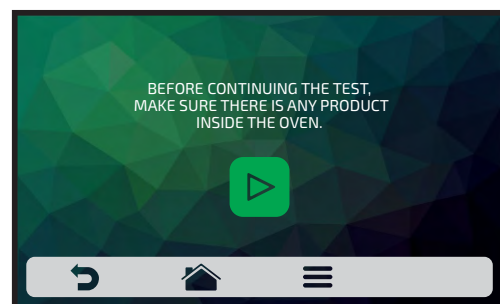 BEFORE CONTINUING THE TEST,
MAKE SURE THERE IS ANY PRODUCT
INSIDE THE OVEN.